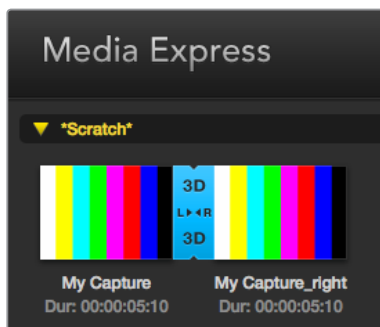 Media Express
*Scratch*
3D
L R
3D
My Capture My Capture_right
Dur: 00:00:05:10 Dur: 00:00:05:10